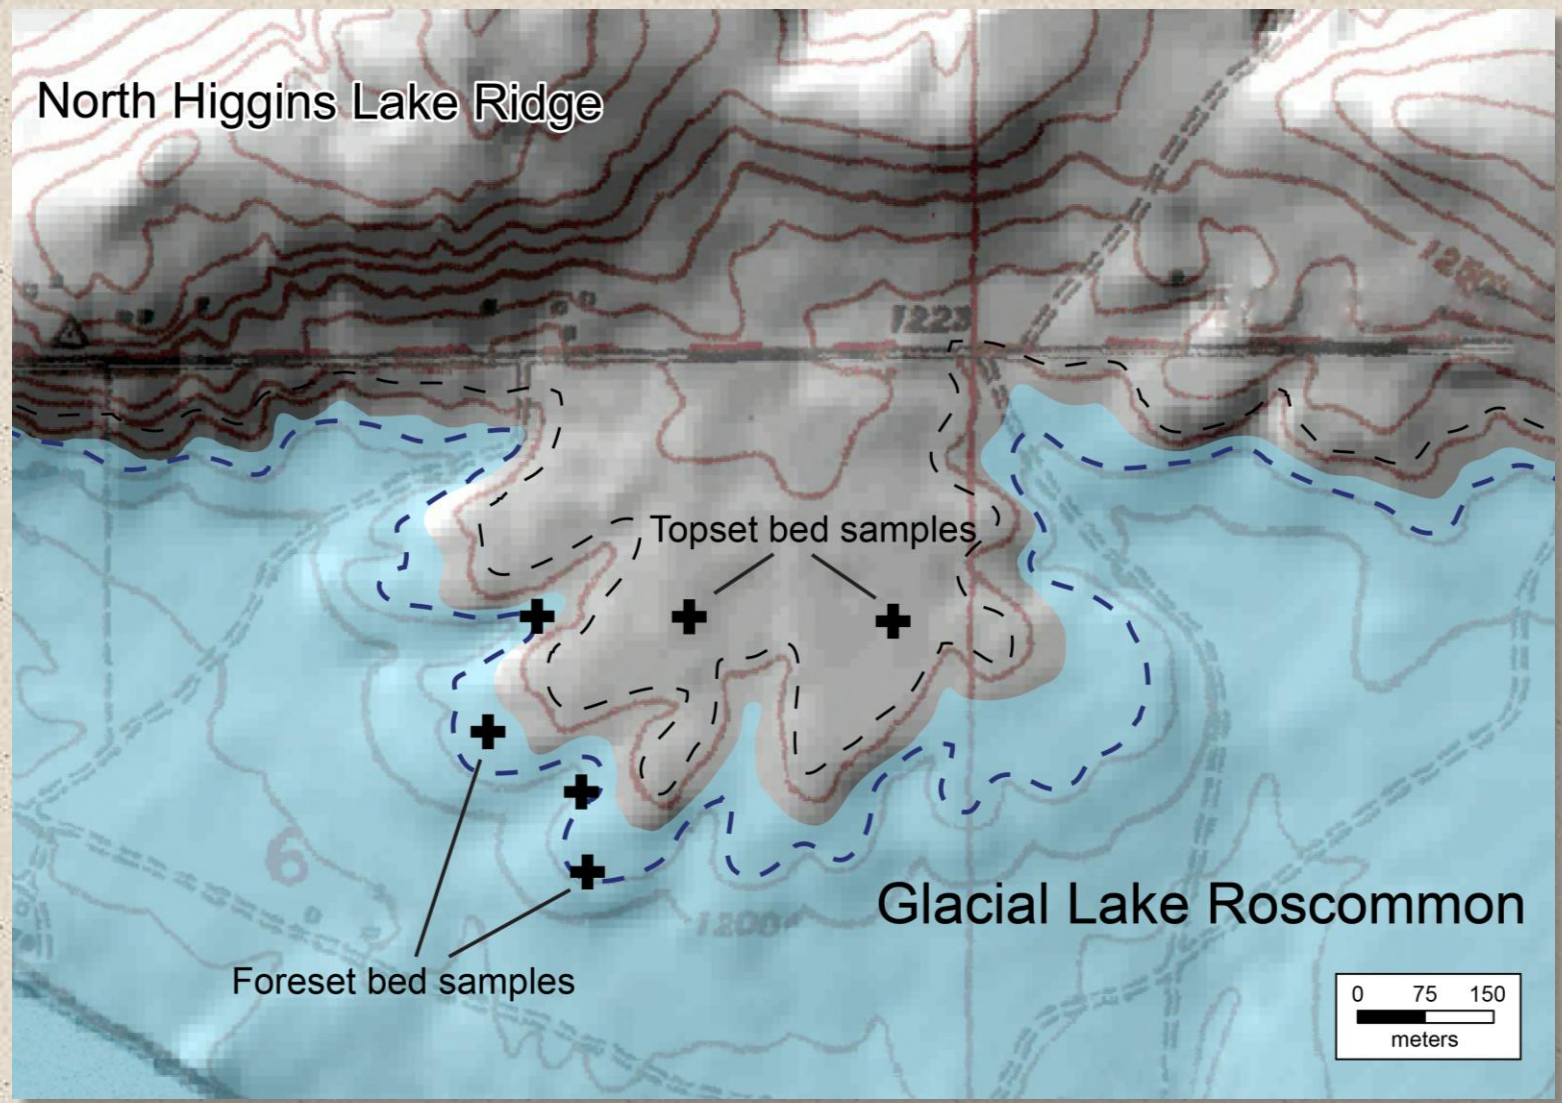 North Higgins Lake Ridge
1250
1223
Topset bed samples
6
Glacial Lake Roscommon
1200
Foreset bed samples
0 75 150
meters